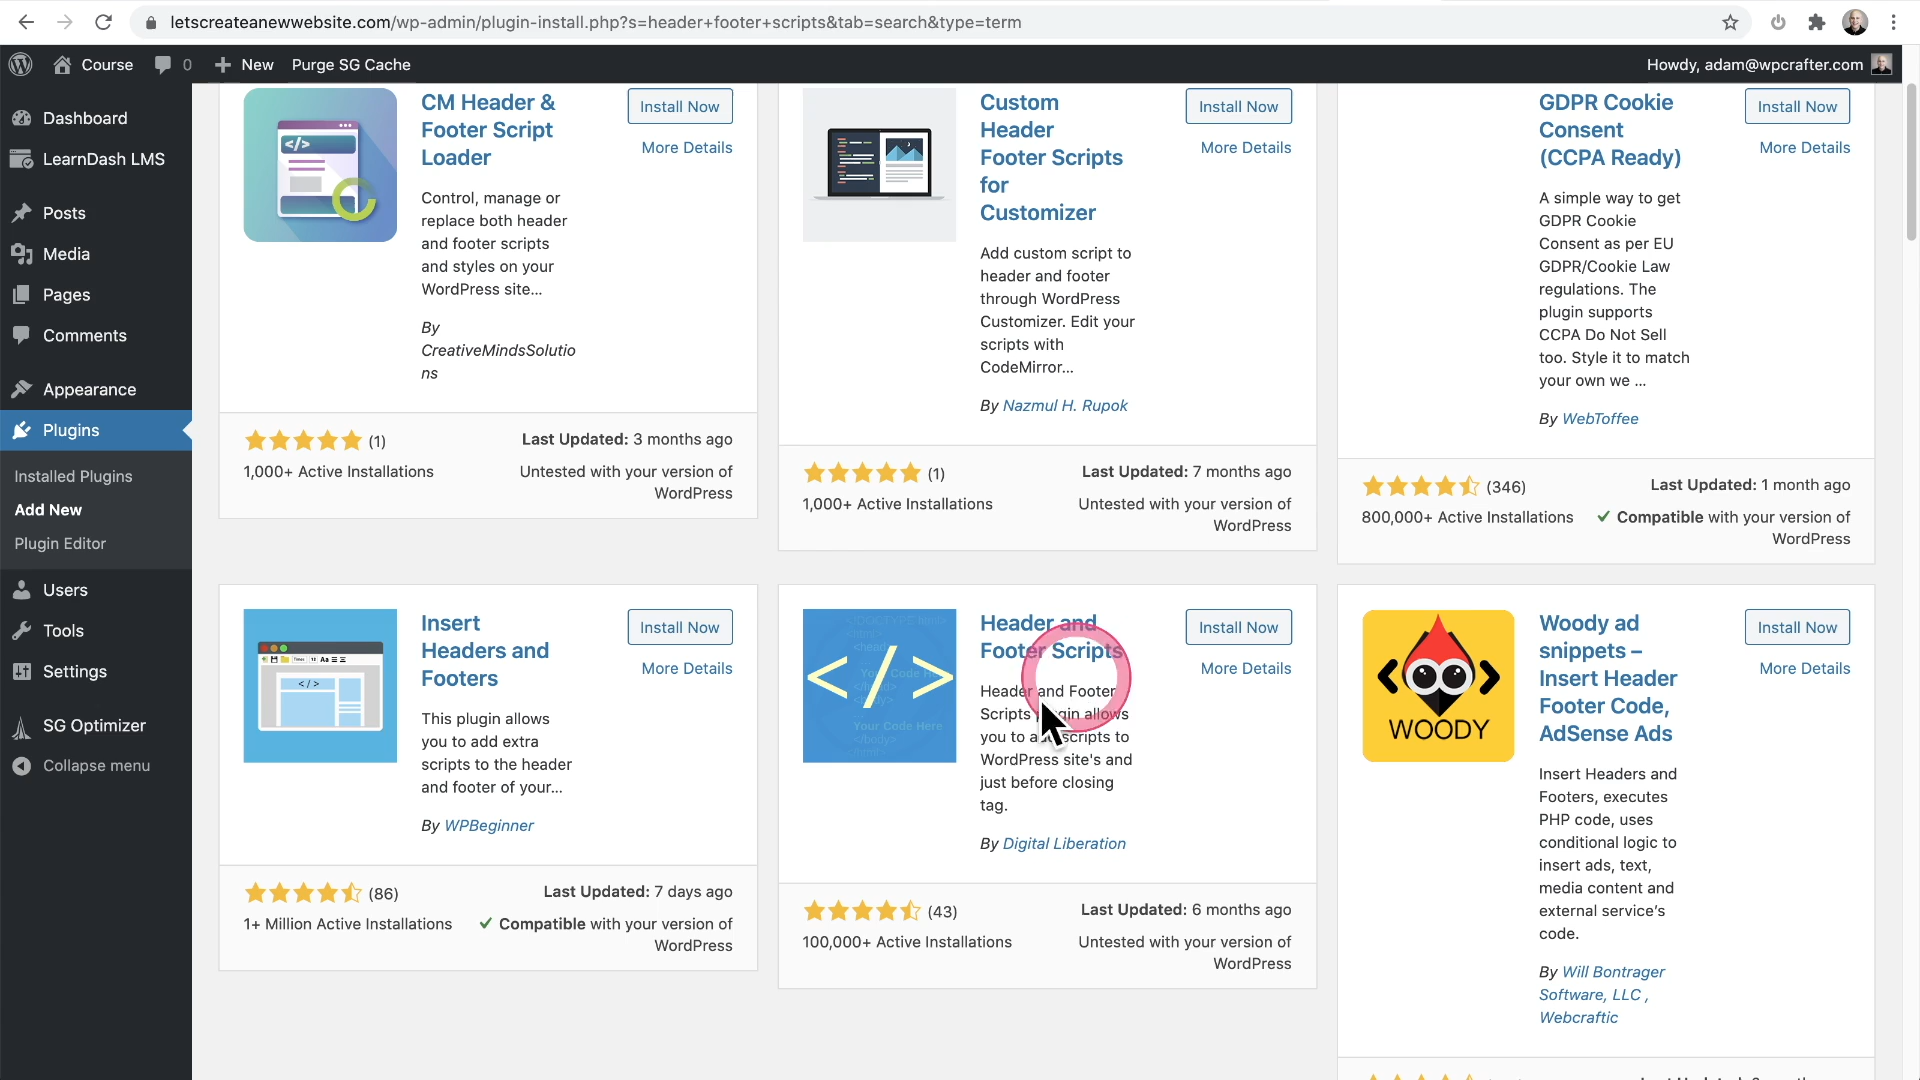 letscreateanewwebsite.com/wp-admin/plugin-install.php?s=header+footer+scripts&tab=search&type=term
Course
0
New
Purge SG Cache
Howdy, adam@wpcrafter.com
Dashboard
LearnDash LMS
Posts
Media
Pages
Comments
Appearance
Plugins
Installed Plugins
Add New
Plugin Editor
Users
Tools
Settings
SG Optimizer
Collapse menu
CM Header &
Footer Script
Loader
Install Now
More Details
Control, manage or
replace both header
and footer scripts
and styles on your
WordPress site...
By
CreativeMindsSolutio
ns
(1)
Last Updated: 3 months ago
1,000+ Active Installations
Untested with your version of
WordPress
Custom
Header
Footer Scripts
for
Customizer
Install Now
More Details
Add custom script to
header and footer
through WordPress
Customizer. Edit your
scripts with
CodeMirror...
By Nazmul H. Rupok
(1)
Last Updated: 7 months ago
1,000+ Active Installations
Untested with your version of
WordPress
GDPR Cookie
Consent
(CCPA Ready)
Install Now
More Details
A simple way to get
GDPR Cookie
Consent as per EU
GDPR/Cookie Law
regulations. The
plugin supports
CCPA Do Not Sell
too. Style it to match
your own we ...
By WebToffee
(346)
Last Updated: 1 month ago
800,000+ Active Installations
Compatible with your version of
WordPress
</>
Insert
Headers and
Footers
Install Now
More Details
This plugin allows
you to add extra
scripts to the header
and footer of your...
By WPBeginner
(86)
Last Updated: 7 days ago
1+ Million Active Installations
Compatible with your version of
WordPress
</>
Your Code Here
Header and
Footer Scripts
Install Now
More Details
Header and Footer
Scripts plugin allows
you to add scripts to
WordPress site's and
just before closing
tag.
By Digital Liberation
(43)
Last Updated: 6 months ago
100,000+ Active Installations
Untested with your version of
WordPress
WOODY
Woody ad
snippets –
Insert Header
Footer Code,
AdSense Ads
Install Now
More Details
Insert Headers and
Footers, executes
PHP code, uses
conditional logic to
insert ads, text,
media content and
external service's
code.
By Will Bontrager
Software, LLC ,
Webcraftic